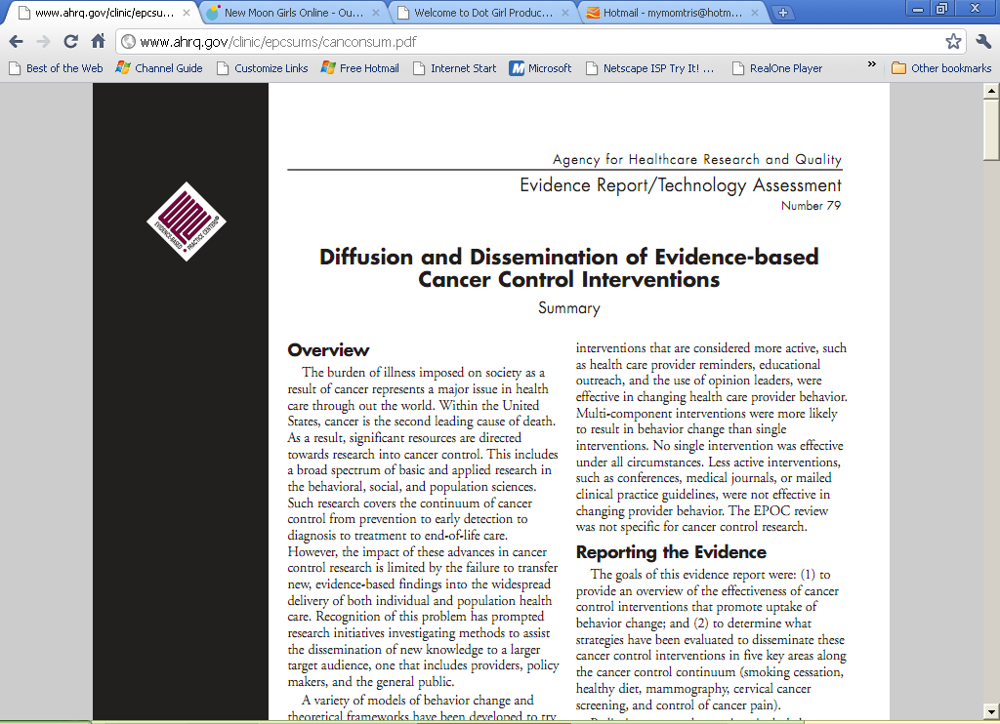 www.ahrq.gov/clinic/epcsu...
New Moon Girls Online - Ou...
Welcome to Dot Girl Produc...
Hotmail - mymomtris@hotm...
www.ahrq.gov/clinic/epcsums/canconsum.pdf
Best of the Web
Channel Guide
Customize Links
Free Hotmail
Internet Start
Microsoft
Netscape ISP Try It! ...
RealOne Player
»
Other bookmarks
EVIDENCE-BASED
PRACTICE CENTERS
Agency for Healthcare Research and Quality
Evidence Report/Technology Assessment
Number 79
Diffusion and Dissemination of Evidence-based
Cancer Control Interventions
Summary
Overview
The burden of illness imposed on society as a
result of cancer represents a major issue in health
care through out the world. Within the United
States, cancer is the second leading cause of death.
As a result, significant resources are directed
towards research into cancer control. This includes
a broad spectrum of basic and applied research in
the behavioral, social, and population sciences.
Such research covers the continuum of cancer
control from prevention to early detection to
diagnosis to treatment to end-of-life care.
However, the impact of these advances in cancer
control research is limited by the failure to transfer
new, evidence-based findings into the widespread
delivery of both individual and population health
care. Recognition of this problem has prompted
research initiatives investigating methods to assist
the dissemination of new knowledge to a larger
target audience, one that includes providers, policy
makers, and the general public.
A variety of models of behavior change and
theoretical frameworks have been developed to try
interventions that are considered more active, such
as health care provider reminders, educational
outreach, and the use of opinion leaders, were
effective in changing health care provider behavior.
Multi-component interventions were more likely
to result in behavior change than single
interventions. No single intervention was effective
under all circumstances. Less active interventions,
such as conferences, medical journals, or mailed
clinical practice guidelines, were not effective in
changing provider behavior. The EPOC review
was not specific for cancer control research.
Reporting the Evidence
The goals of this evidence report were: (1) to
provide an overview of the effectiveness of cancer
control interventions that promote uptake of
behavior change; and (2) to determine what
strategies have been evaluated to disseminate these
cancer control interventions in five key areas along
the cancer control continuum (smoking cessation,
healthy diet, mammography, cervical cancer
screening, and control of cancer pain).